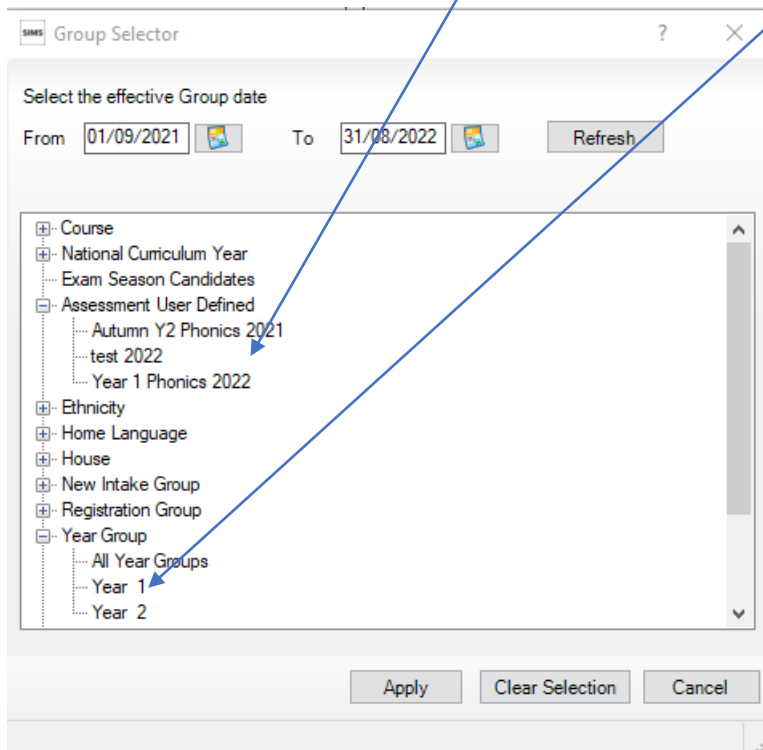 SIMS Group Selector ? ×
Select the effective Group date
From 01/09/2021 To 31/08/2022 Refresh
Course
National Curriculum Year
Exam Season Candidates
Assessment User Defined
Autumn Y2 Phonics 2021
test 2022
Year 1 Phonics 2022
Ethnicity
Home Language
House
New Intake Group
Registration Group
Year Group
All Year Groups
Year 1
Year 2
Apply Clear Selection Cancel